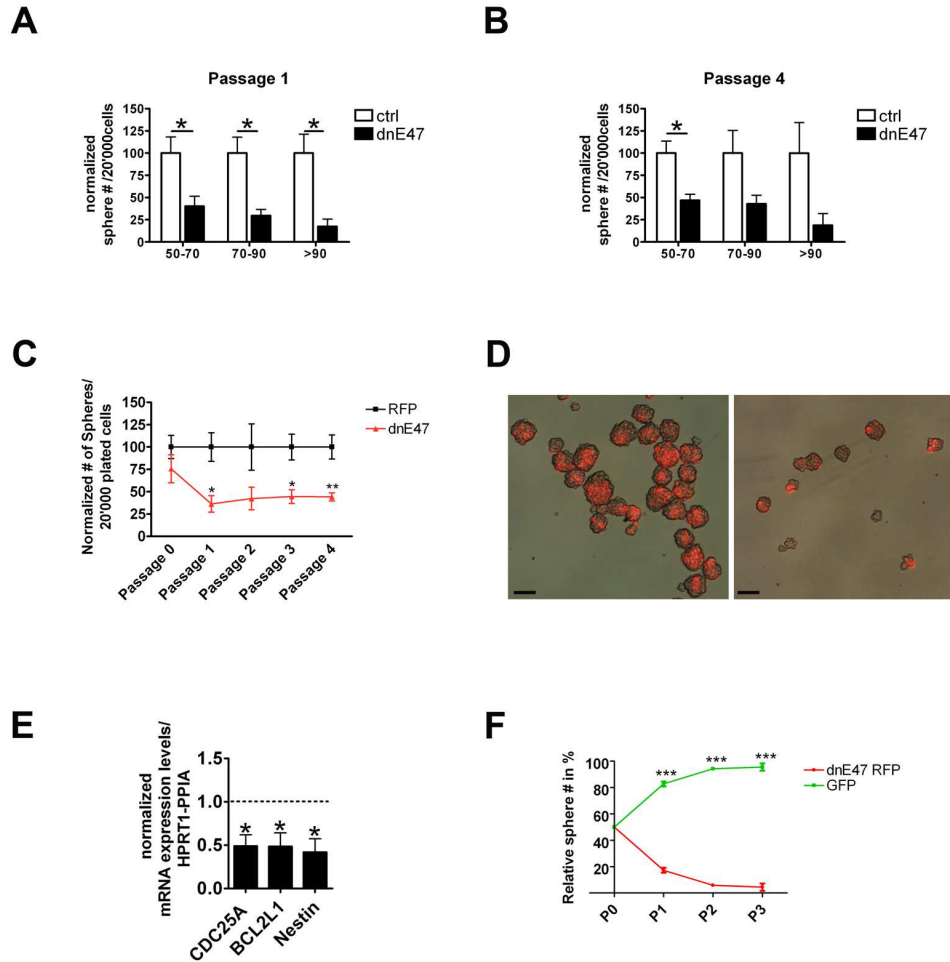 A
Passage 1
normalized
sphere # /20'000cells
150
125
100
75
50
25
0
*
*
*
ctrl
dnE47
50-70
70-90
>90
B
Passage 4
normalized
sphere # /20'000cells
150
125
100
75
50
25
0
*
ctrl
dnE47
50-70
70-90
>90
C
Normalized # of Spheres/
20'000 plated cells
150
125
100
75
50
25
0
*
*
**
RFP
dnE47
Passage 0
Passage 1
Passage 2
Passage 3
Passage 4
D
E
normalized
mRNA expression levels/
HPRT1-PPIA
1.5
1.0
0.5
0.0
*
*
*
CDC25A
BCL2L1
Nestin
F
Relative sphere # in %
100
80
60
40
20
***
***
***
dnE47 RFP
GFP
P0
P1
P2
P3